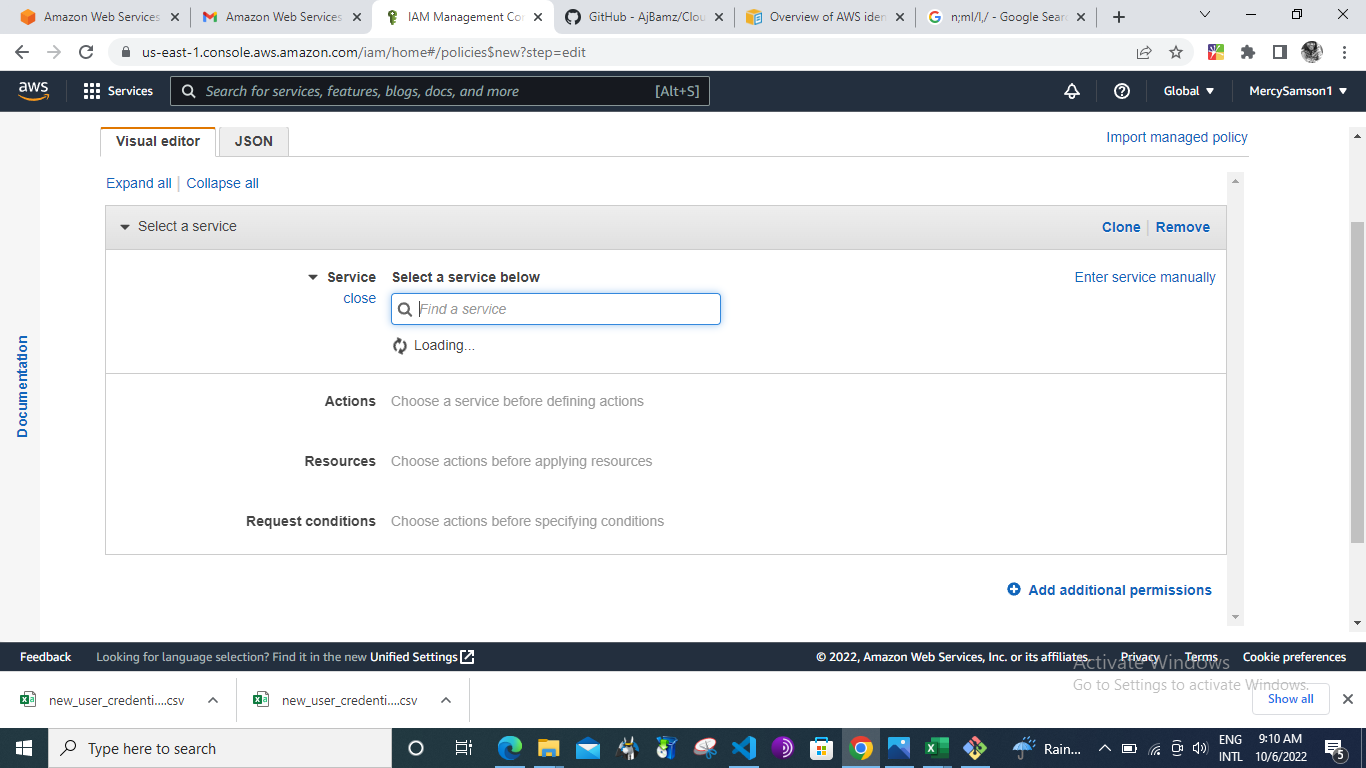 Amazon Web Services
Amazon Web Services
IAM Management Co
GitHub - AjBamz/Clou
Overview of AWS iden
n;ml/l,/ - Google Sear
us-east-1.console.aws.amazon.com/iam/home#/policies$new?step=edit
aws
Services
Search for services, features, blogs, docs, and more
[Alt+S]
Global
MercySamson1
Visual editor
JSON
Import managed policy
Expand all
Collapse all
Select a service
Clone
Remove
Service
Select a service below
Enter service manually
close
Find a service
Loading...
Documentation
Actions
Choose a service before defining actions
Resources
Choose actions before applying resources
Request conditions
Choose actions before specifying conditions
Add additional permissions
Feedback
Looking for language selection? Find it in the new Unified Settings
© 2022, Amazon Web Services, Inc. or its affiliates.
Privacy
Terms
Cookie preferences
Activate Windows
Go to Settings to activate Windows.
new_user_credenti....csv
new_user_credenti....csv
Show all
Type here to search
Rain...
ENG
INTL
9:10 AM
10/6/2022
5